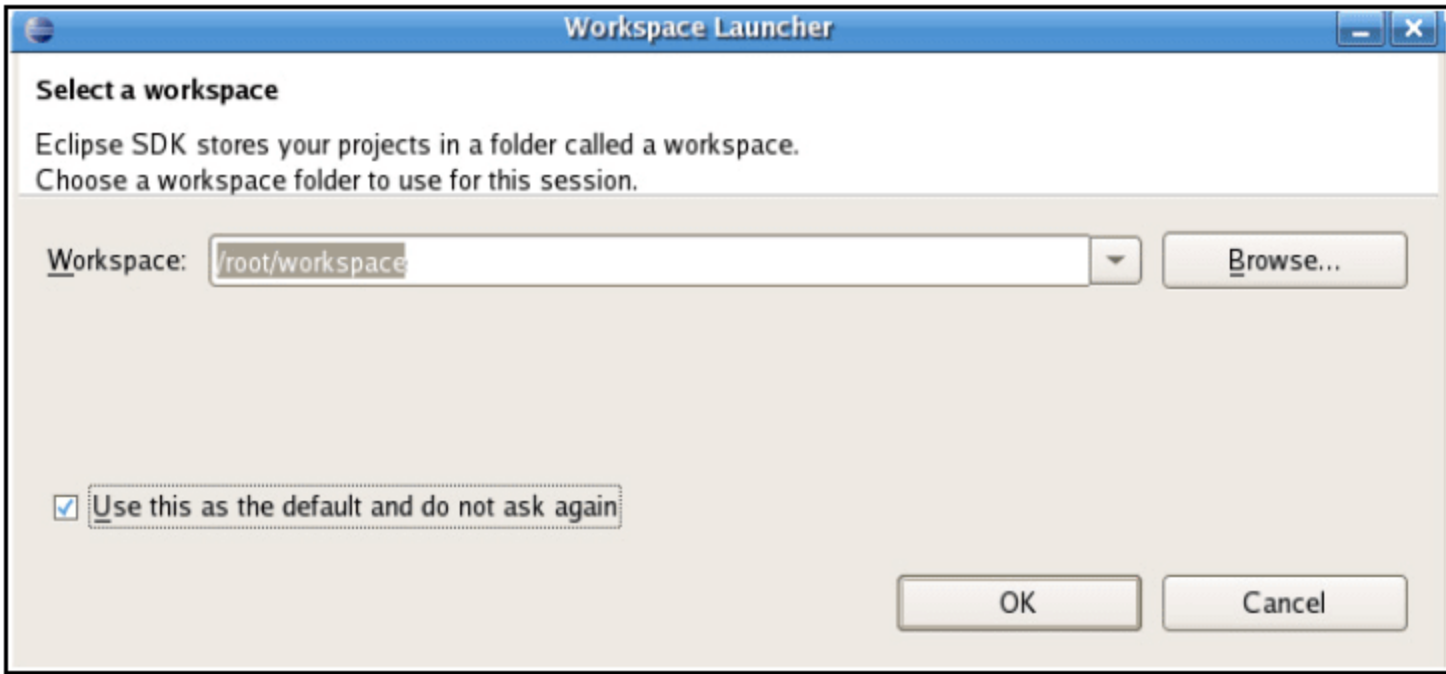 Workspace Launcher
Select a workspace
Eclipse SDK stores your projects in a folder called a workspace.
Choose a workspace folder to use for this session.
Workspace: /root/workspace Browse...
Use this as the default and do not ask again
OK Cancel